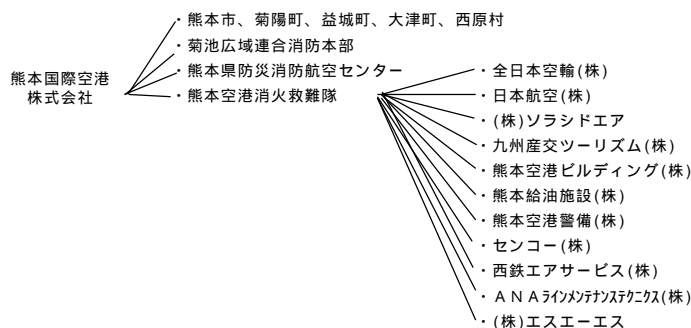 ・熊本市、菊陽町、益城町、大津町、西原村
・菊池広域連合消防本部
熊本国際空港
株式会社
・熊本県防災消防航空センター
・熊本空港消火救難隊
・全日本空輸(株)
・日本航空(株)
・(株)ソラシドエア
・九州産交ツーリズム(株)
・熊本空港ビルディング(株)
・熊本給油施設(株)
・熊本空港警備(株)
・センコー(株)
・西鉄エアサービス(株)
・ＡＮＡﾗｲﾝﾒﾝﾃﾅﾝｽﾃｸﾆｸｽ(株)
・(株)エスエーエス